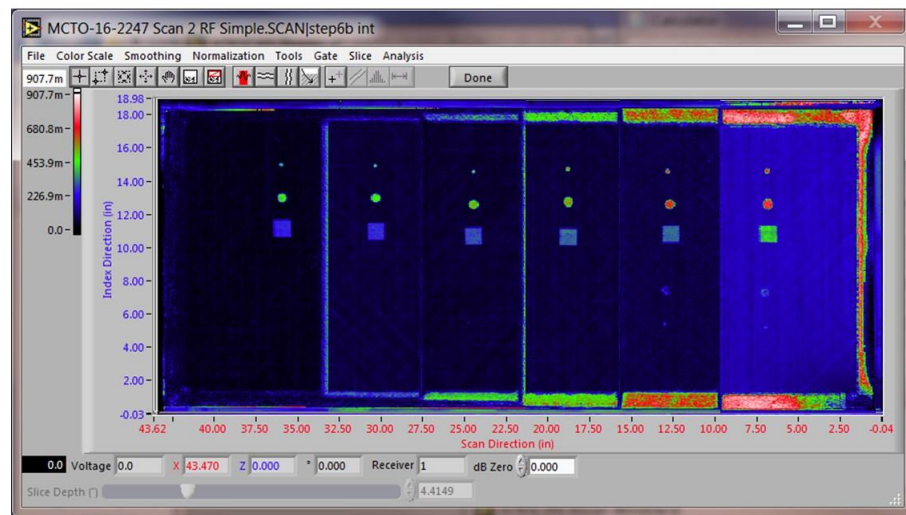 MCTO-16-2247 Scan 2 RF Simple.SCAN|step6b int
File Color Scale Smoothing Normalization Tools Gate Slice Analysis
907.7m
Done
907.7m
680.8m
453.9m
226.9m
0.0
18.98
18.00
16.00
14.00
12.00
10.00
8.00
6.00
4.00
2.00
-0.03
Index Direction (in)
43.62 40.00 37.50 35.00 32.50 30.00 27.50 25.00 22.50 20.00 17.50 15.00 12.50 10.00 7.50 5.00 2.50 -0.04
Scan Direction (in)
0.0 Voltage 0.0 X 43.470 Z 0.000 ° 0.000 Receiver 1 dB Zero 0.000
Slice Depth (") 4.4149